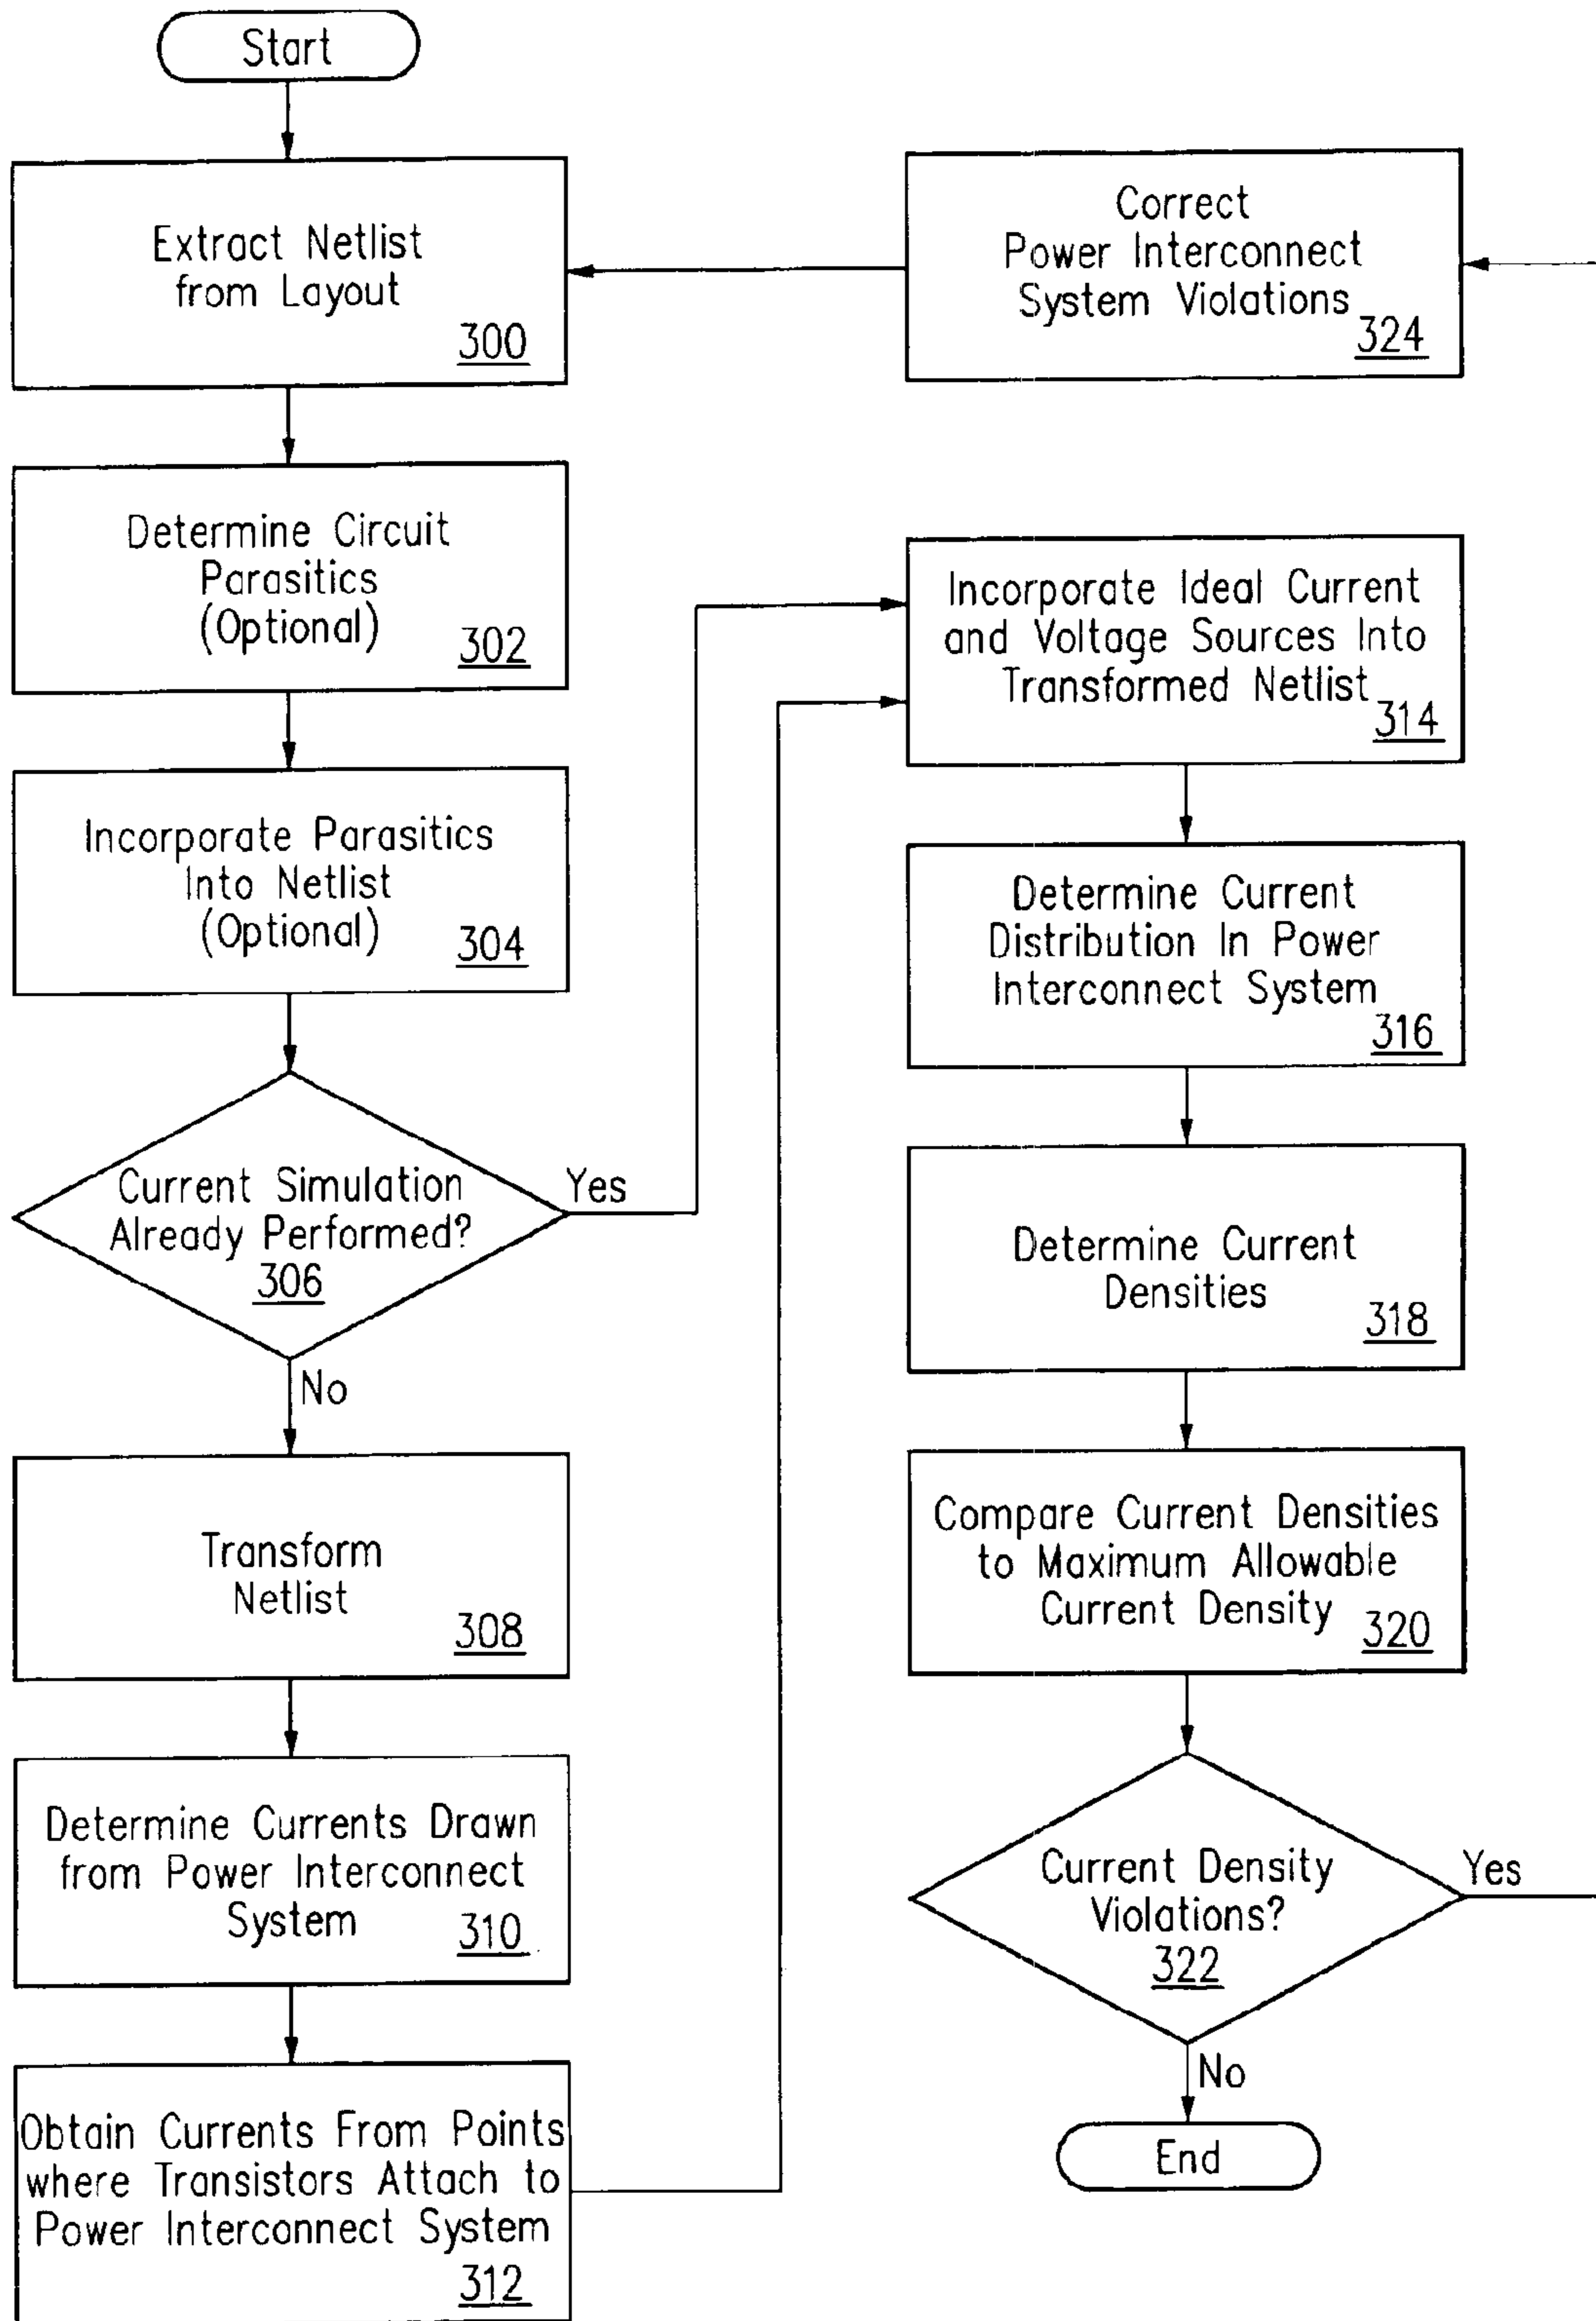 Start
Extract Netlist
from Layout
300
Determine Circuit
Parasitics
(Optional)
302
Incorporate Parasitics
Into Netlist
(Optional)
304
Current Simulation
Already Performed?
306
Yes
No
Transform
Netlist
308
Determine Currents Drawn
from Power Interconnect
System
310
Obtain Currents From Points
where Transistors Attach to
Power Interconnect System
312
Correct
Power Interconnect
System Violations
324
Incorporate Ideal Current
and Voltage Sources Into
Transformed Netlist
314
Determine Current
Distribution In Power
Interconnect System
316
Determine Current
Densities
318
Compare Current Densities
to Maximum Allowable
Current Density
320
Current Density
Violations?
322
Yes
No
End